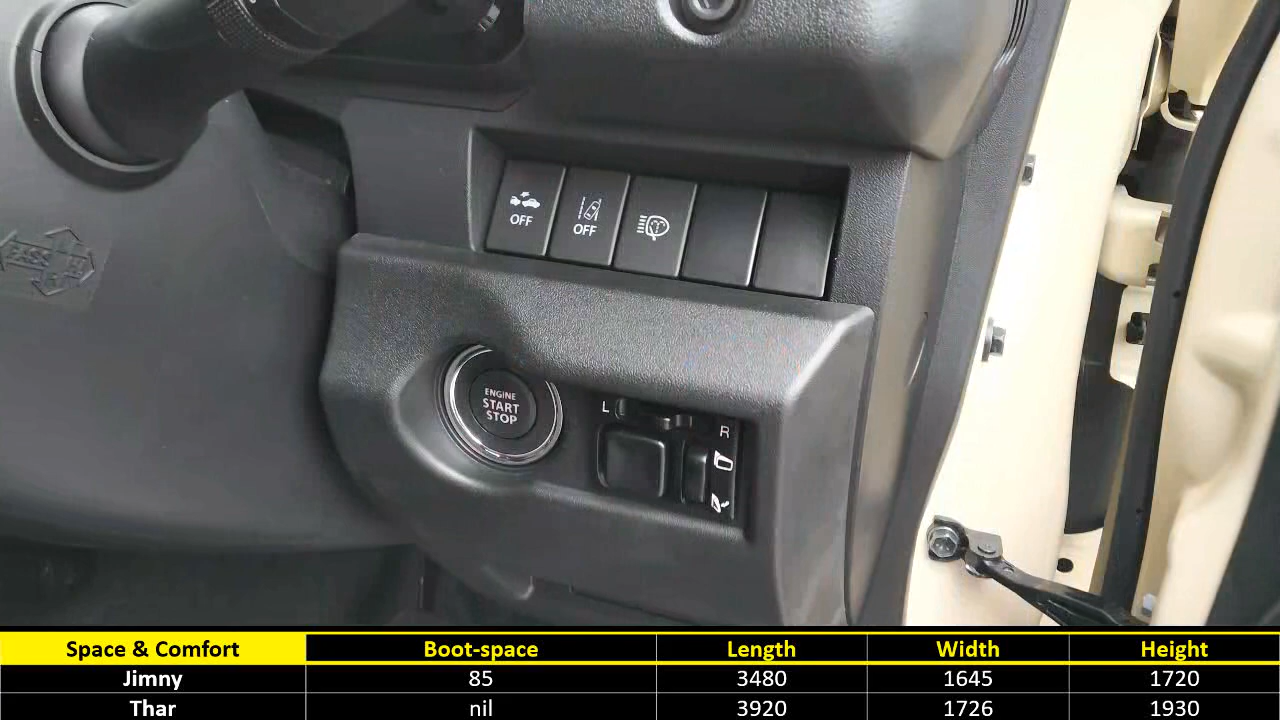 OFF
OFF
ENGINE
START
STOP
L
R
Space & Comfort Boot-space Length Width Height
Jimny 85 3480 1645 1720
Thar nil 3920 1726 1930